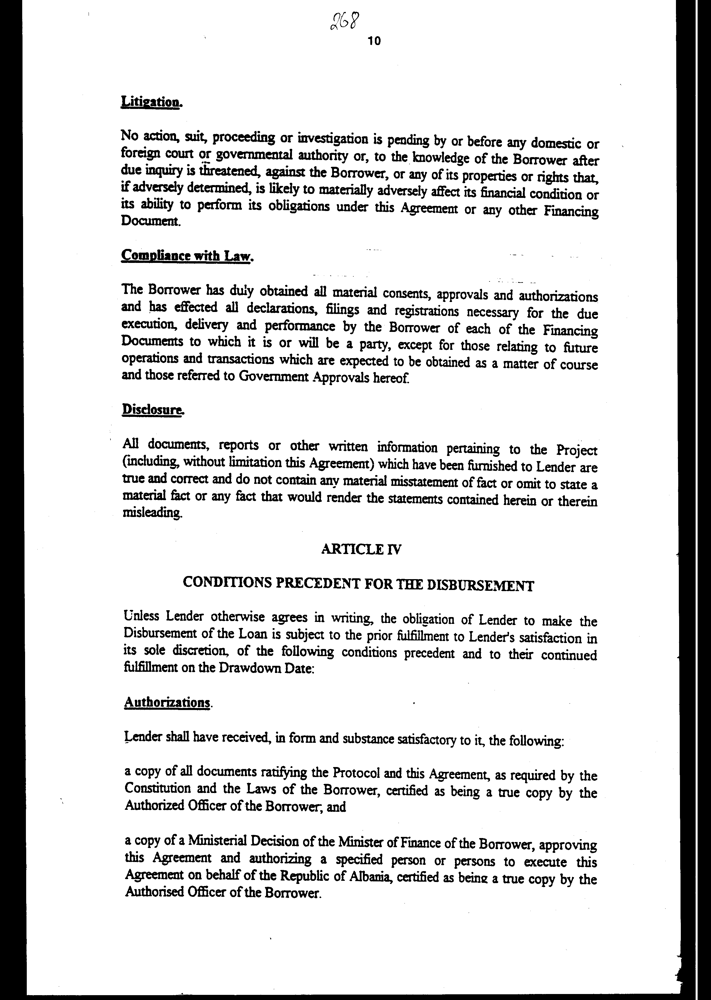 268
10
Litigation.
No action, suit, proceeding or investigation is pending by or before any domestic or
foreign court or governmental authority or, to the knowledge of the Borrower after
due inquiry is threatened, against the Borrower, or any of its properties or rights that,
if adversely determined, is likely to materially adversely affect its financial condition or
its ability to perform its obligations under this Agreement or any other Financing
Document.
Compliance with Law.
The Borrower has duly obtained all material consents, approvals and authorizations
and has effected all declarations, filings and registrations necessary for the due
execution, delivery and performance by the Borrower of each of the Financing
Documents to which it is or will be a party, except for those relating to future
operations and transactions which are expected to be obtained as a matter of course
and those referred to Government Approvals hereof.
Disclosure.
All documents, reports or other written information pertaining to the Project
(including, without limitation this Agreement) which have been furnished to Lender are
true and correct and do not contain any material misstatement of fact or omit to state a
material fact or any fact that would render the statements contained herein or therein
misleading.
ARTICLE IV
CONDITIONS PRECEDENT FOR THE DISBURSEMENT
Unless Lender otherwise agrees in writing, the obligation of Lender to make the
Disbursement of the Loan is subject to the prior fulfillment to Lender's satisfaction in
its sole discretion, of the following conditions precedent and to their continued
fulfillment on the Drawdown Date:
Authorizations.
Lender shall have received, in form and substance satisfactory to it, the following:
a copy of all documents ratifying the Protocol and this Agreement, as required by the
Constitution and the Laws of the Borrower, certified as being a true copy by the
Authorized Officer of the Borrower; and
a copy of a Ministerial Decision of the Minister of Finance of the Borrower, approving
this Agreement and authorizing a specified person or persons to execute this
Agreement on behalf of the Republic of Albania, certified as being a true copy by the
Authorised Officer of the Borrower.